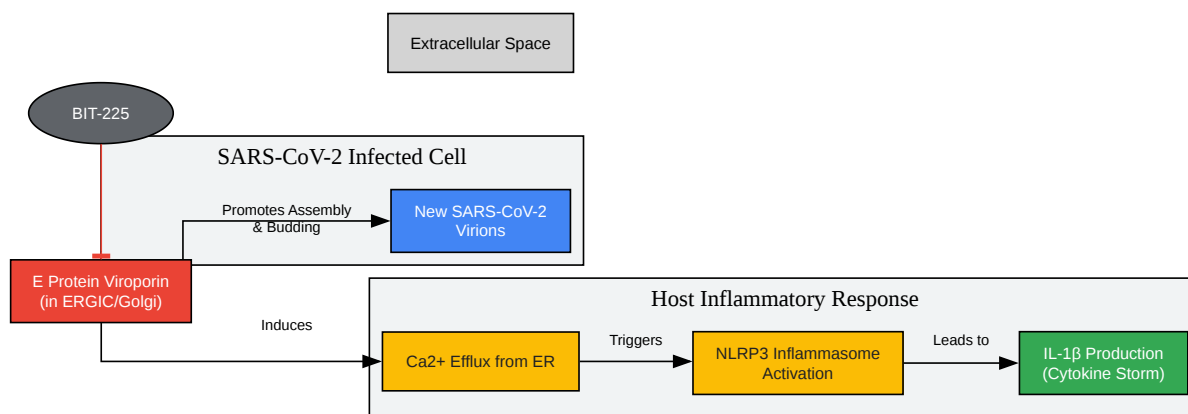 Extracellular Space
BIT-225
SARS-CoV-2 Infected Cell
Promotes Assembly
& Budding
New SARS-CoV-2
Virions
E Protein Viroporin
(in ERGIC/Golgi)
Host Inflammatory Response
Induces
Ca2+ Efflux from ER
Triggers
NLRP3 Inflammasome
Activation
Leads to
IL-1β Production
(Cytokine Storm)